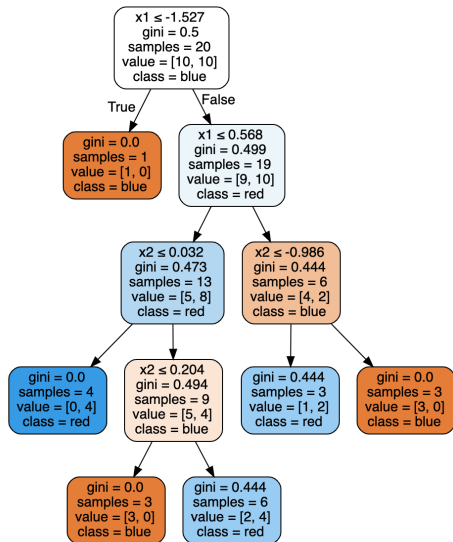 x1 ≤ -1.527
gini = 0.5
samples = 20
value = [10, 10]
class = blue
True
False
gini = 0.0
samples = 1
value = [1, 0]
class = blue
x1 ≤ 0.568
gini = 0.499
samples = 19
value = [9, 10]
class = red
x2 ≤ 0.032
gini = 0.473
samples = 13
value = [5, 8]
class = red
x2 ≤ -0.986
gini = 0.444
samples = 6
value = [4, 2]
class = blue
gini = 0.0
samples = 4
value = [0, 4]
class = red
x2 ≤ 0.204
gini = 0.494
samples = 9
value = [5, 4]
class = blue
gini = 0.444
samples = 3
value = [1, 2]
class = red
gini = 0.0
samples = 3
value = [3, 0]
class = blue
gini = 0.0
samples = 3
value = [3, 0]
class = blue
gini = 0.444
samples = 6
value = [2, 4]
class = red